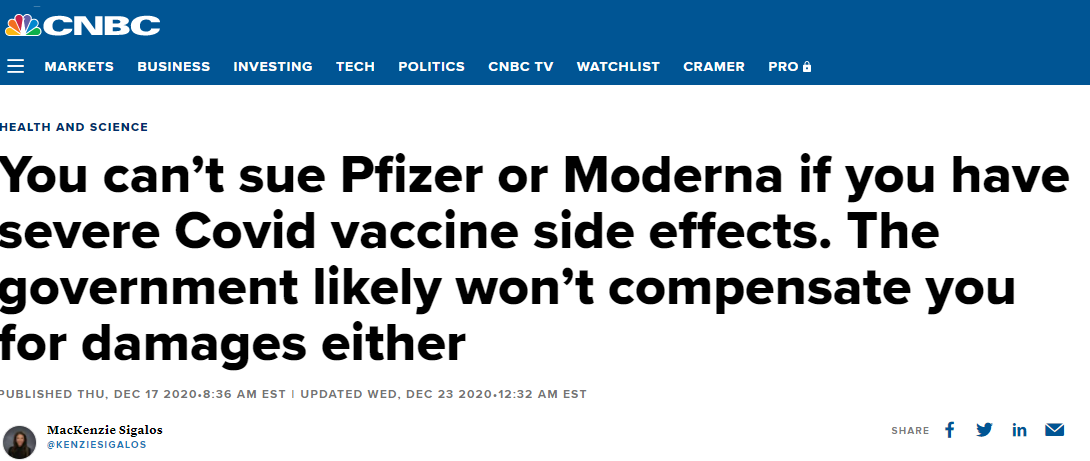 CNBC
MARKETS BUSINESS INVESTING TECH POLITICS CNBC TV WATCHLIST CRAMER PRO
HEALTH AND SCIENCE
You can’t sue Pfizer or Moderna if you have
severe Covid vaccine side effects. The
government likely won’t compensate you
for damages either
PUBLISHED THU, DEC 17 2020•8:36 AM EST | UPDATED WED, DEC 23 2020•12:32 AM EST
MacKenzie Sigalos
@KENZIESIGALOS
SHARE